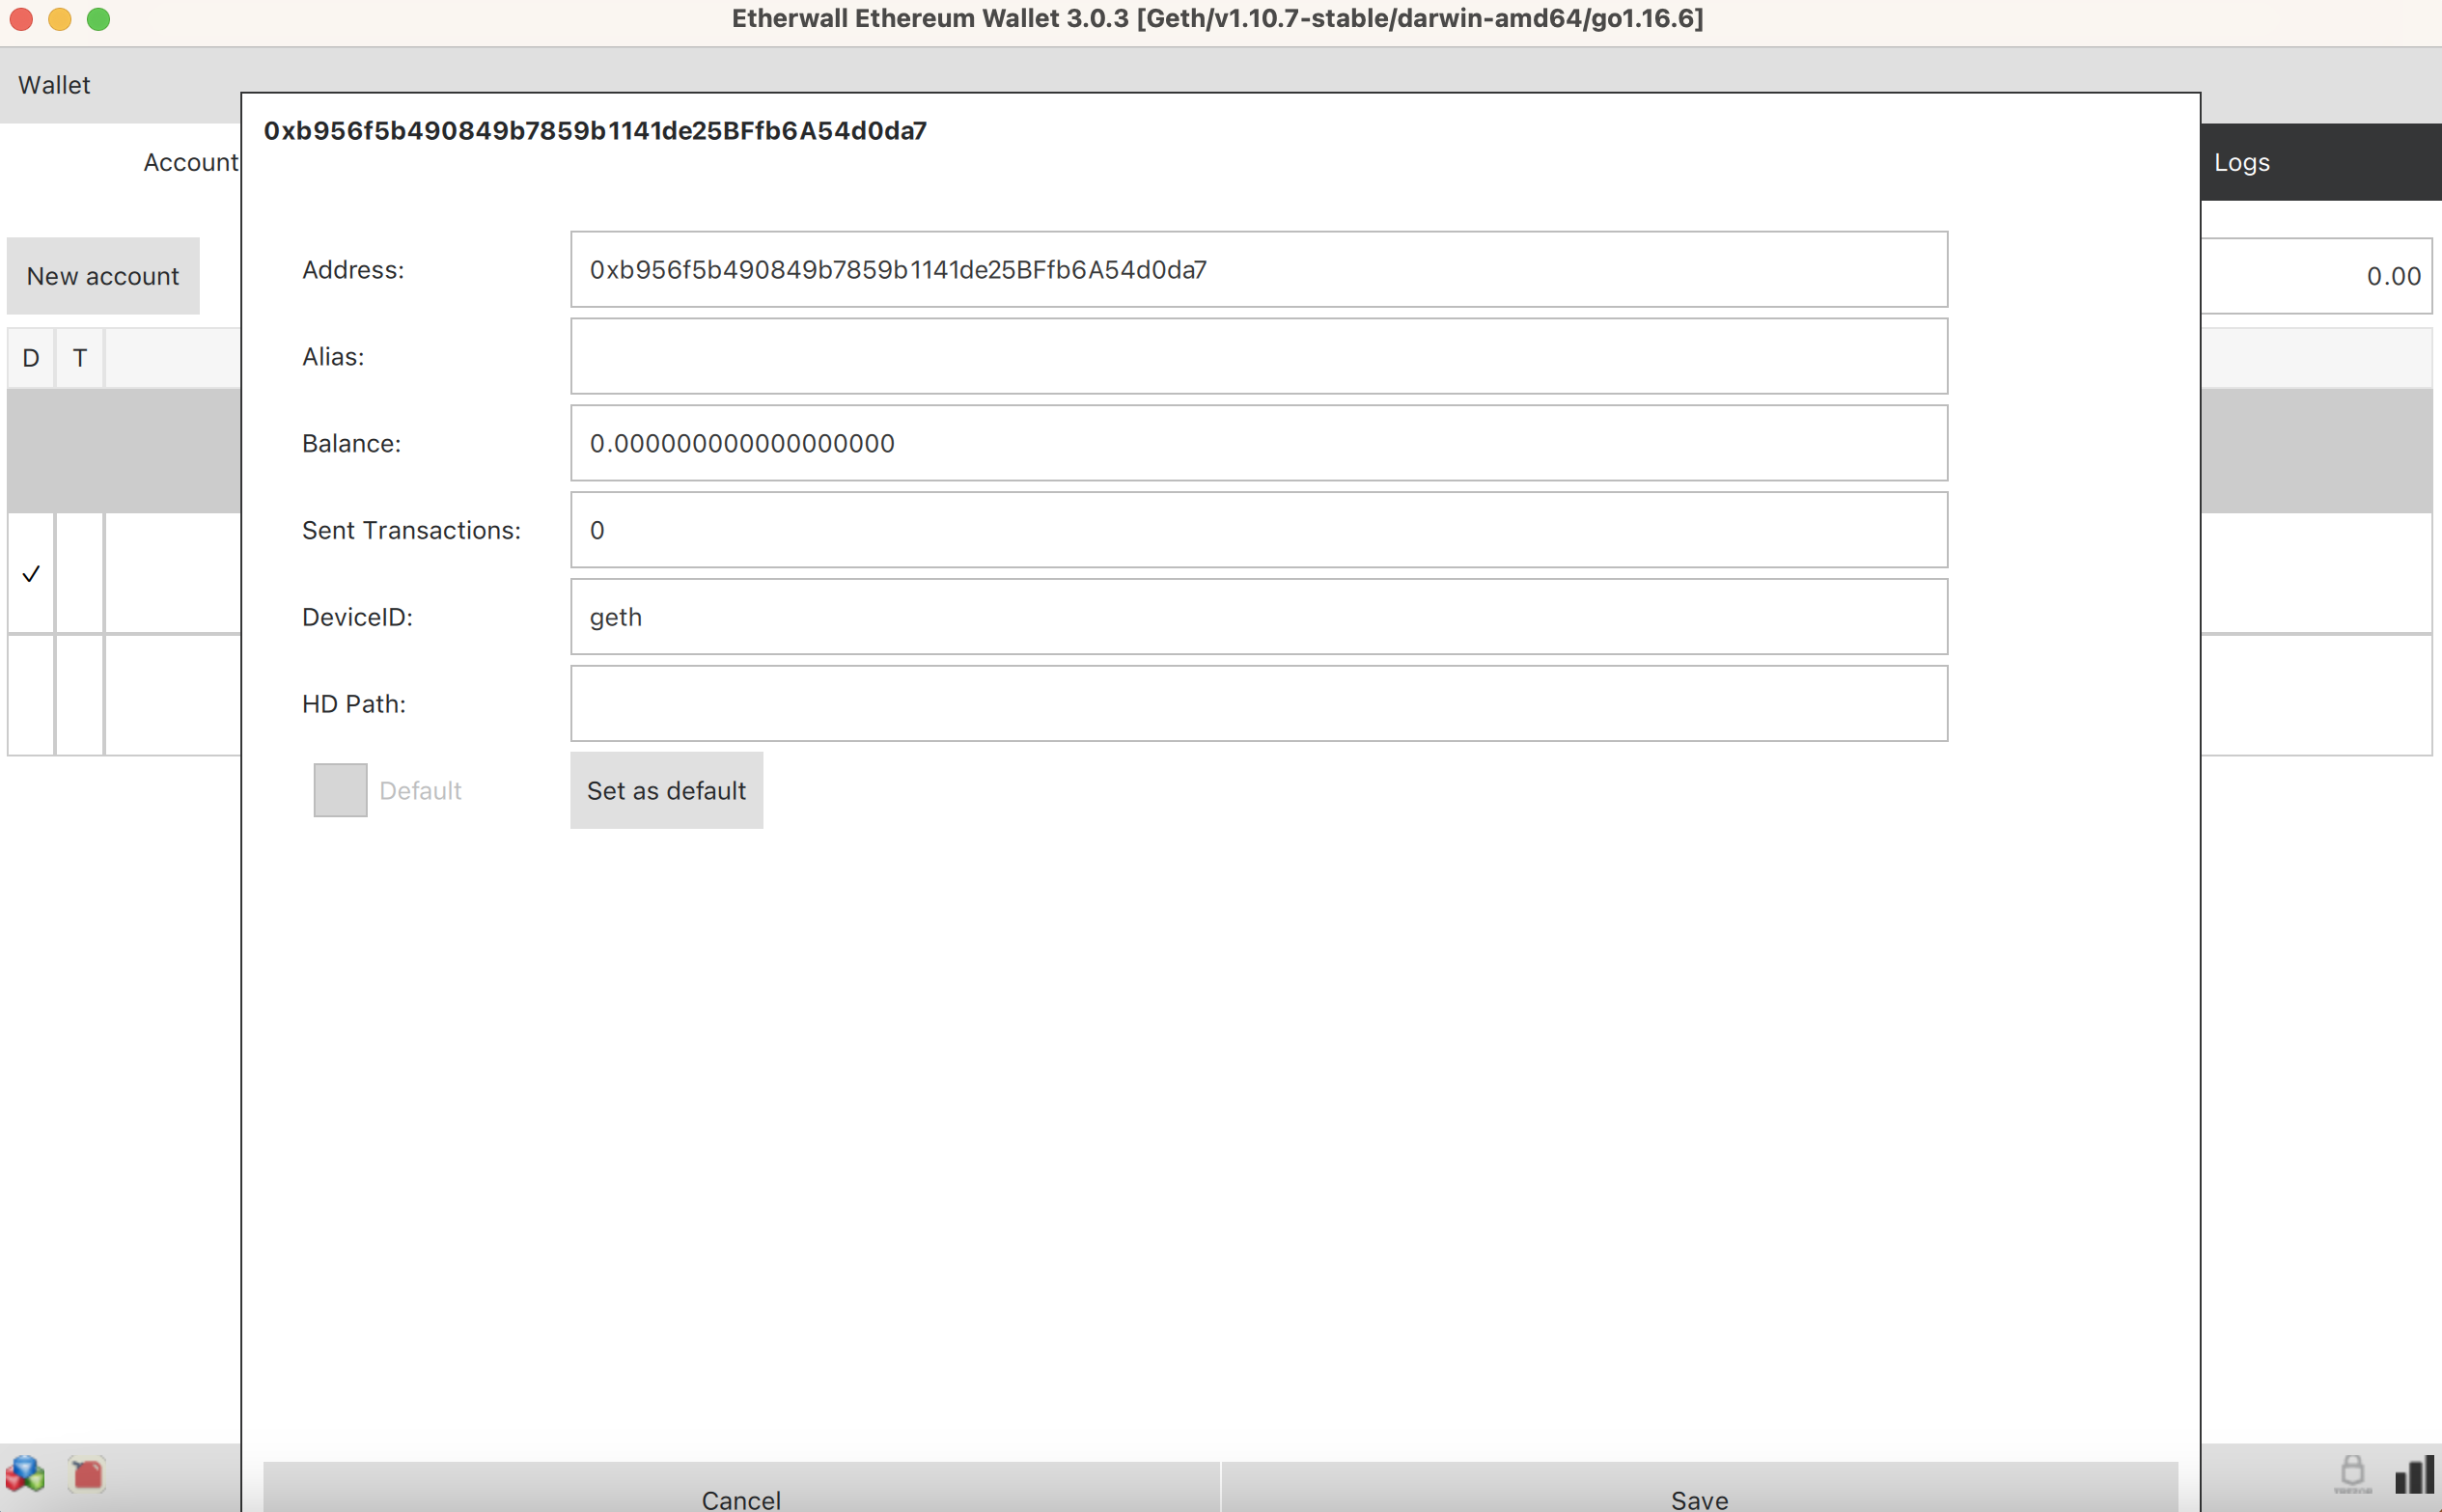 Etherwall Ethereum Wallet 3.0.3 [Geth/v1.10.7-stable/darwin-amd64/go1.16.6]
Wallet
0xb956f5b490849b7859b1141de25BFfb6A54d0da7
Account
Logs
New account
Address:
0xb956f5b490849b7859b1141de25BFfb6A54d0da7
0.00
D T
Alias:
Balance:
0.000000000000000000
Sent Transactions:
0
DeviceID:
geth
HD Path:
Default
Set as default
TREZOR
Cancel
Save